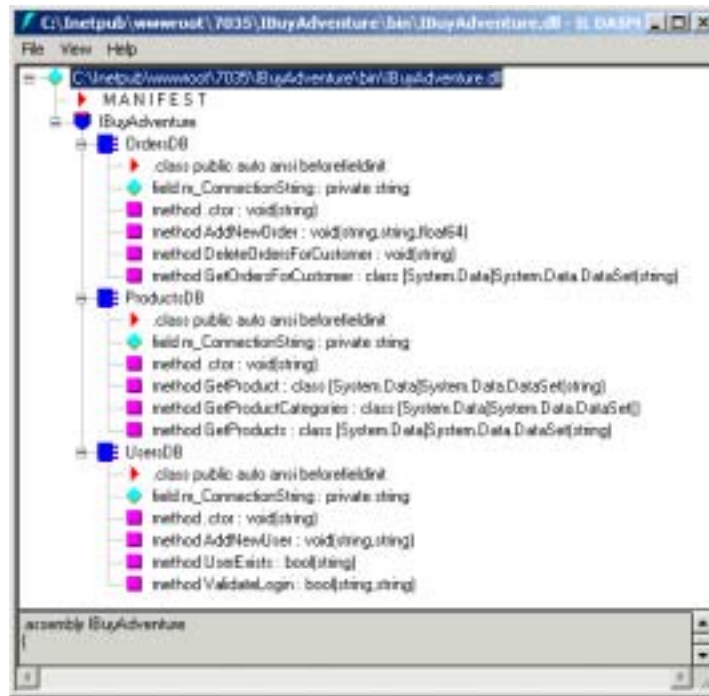 C:\Inetpub\wwwroot\7035\IBuyAdventure\bin\IBuyAdventure.dll - IL DASM
File View Help
C:\Inetpub\wwwroot\7035\IBuyAdventure\bin\IBuyAdventure.dll
MANIFEST
IBuyAdventure
OrdersDB
.class public auto ansi beforefieldinit
field m_ConnectionString : private string
method .ctor : void(string)
method AddNewOrder : void(string,string,float64)
method DeleteOrdersForCustomer : void(string)
method GetOrdersForCustomer : class [System.Data]System.Data.DataSet(string)
ProductsDB
.class public auto ansi beforefieldinit
field m_ConnectionString : private string
method .ctor : void(string)
method GetProduct : class [System.Data]System.Data.DataSet(string)
method GetProductCategories : class [System.Data]System.Data.DataSet()
method GetProducts : class [System.Data]System.Data.DataSet(string)
UsersDB
.class public auto ansi beforefieldinit
field m_ConnectionString : private string
method .ctor : void(string)
method AddNewUser : void(string,string)
method UserExists : bool(string)
method ValidateLogin : bool(string,string)
assembly IBuyAdventure
{